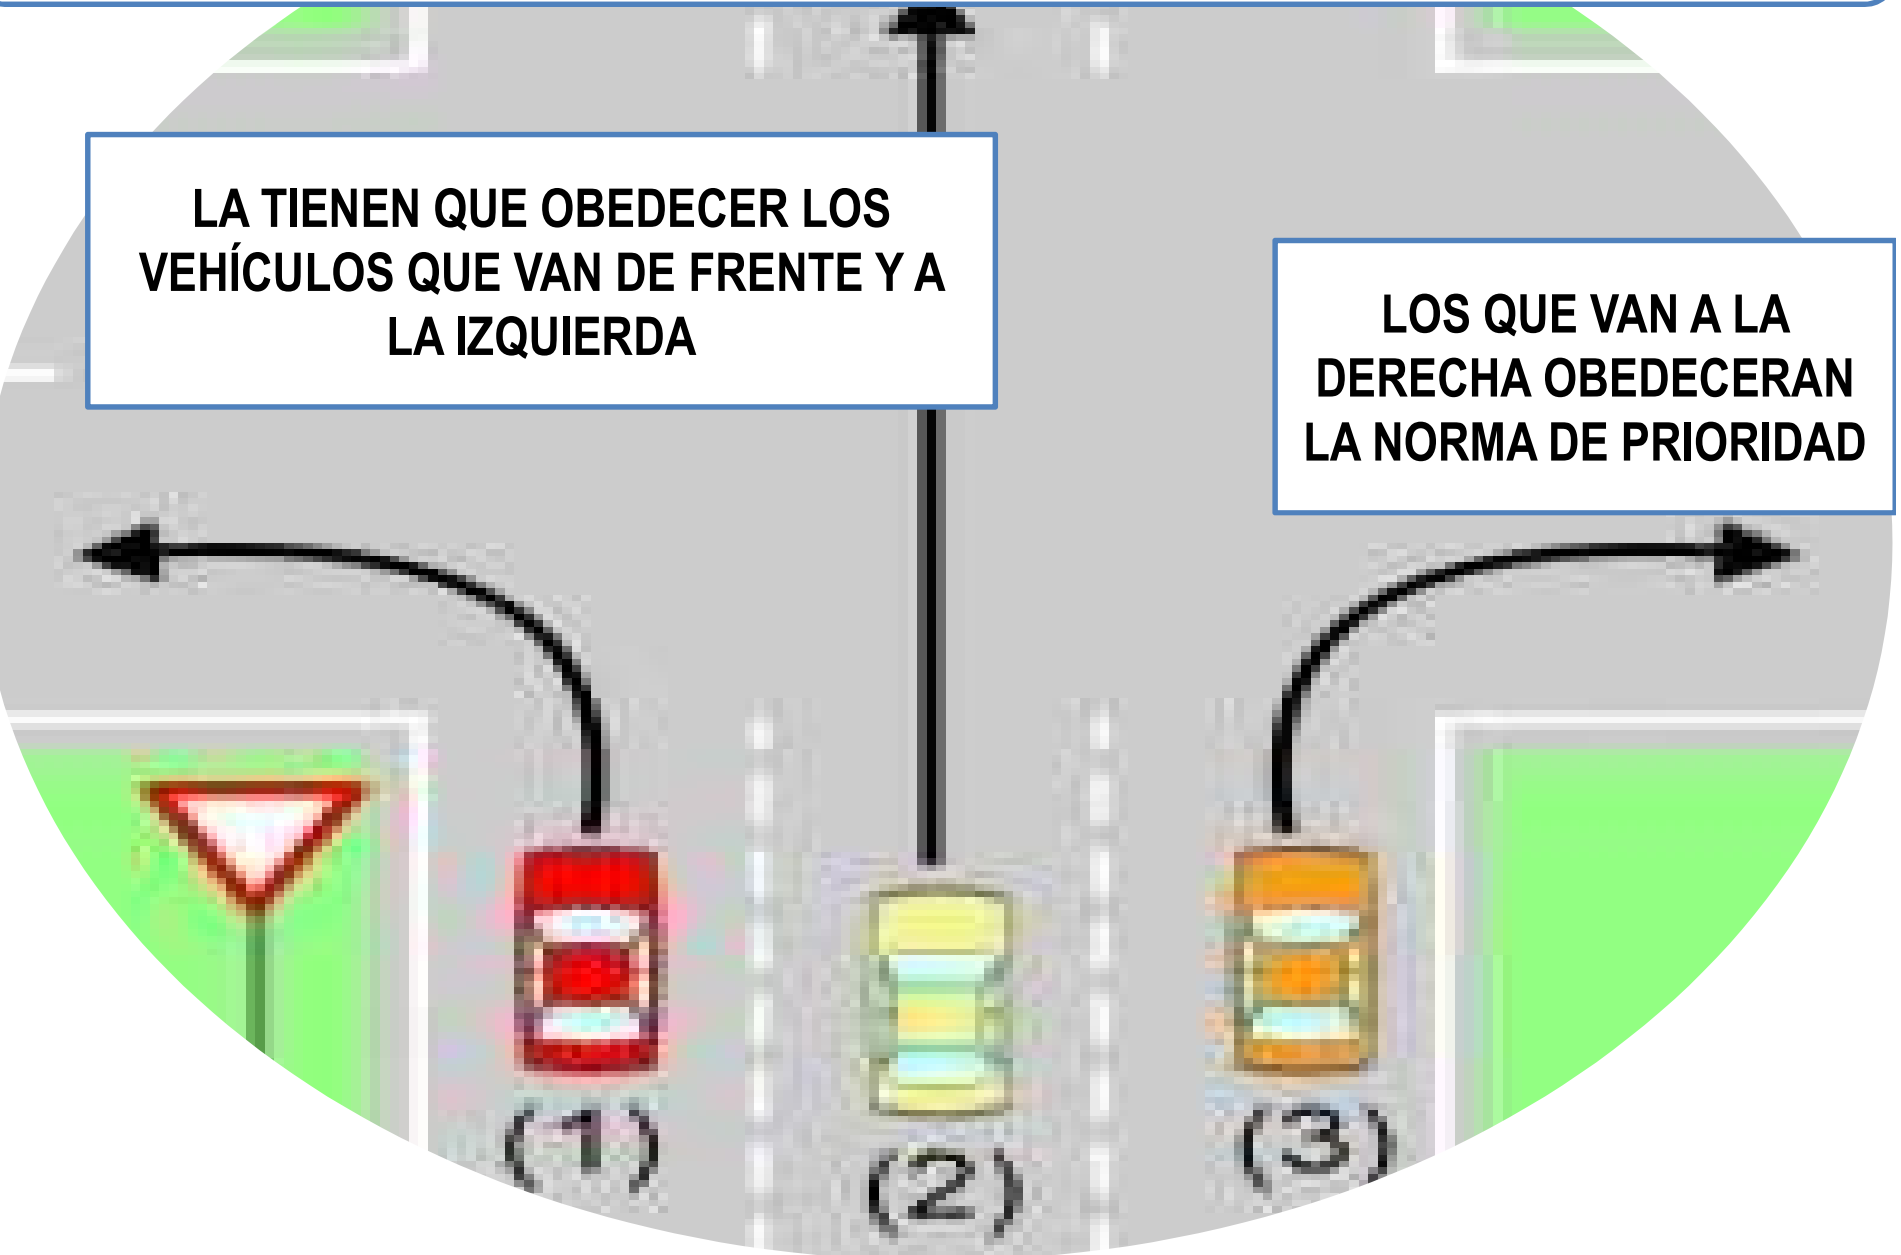 LA TIENEN QUE OBEDECER LOS
VEHÍCULOS QUE VAN DE FRENTE Y A
LA IZQUIERDA
LOS QUE VAN A LA
DERECHA OBEDECERAN
LA NORMA DE PRIORIDAD
(1)
(2)
(3)